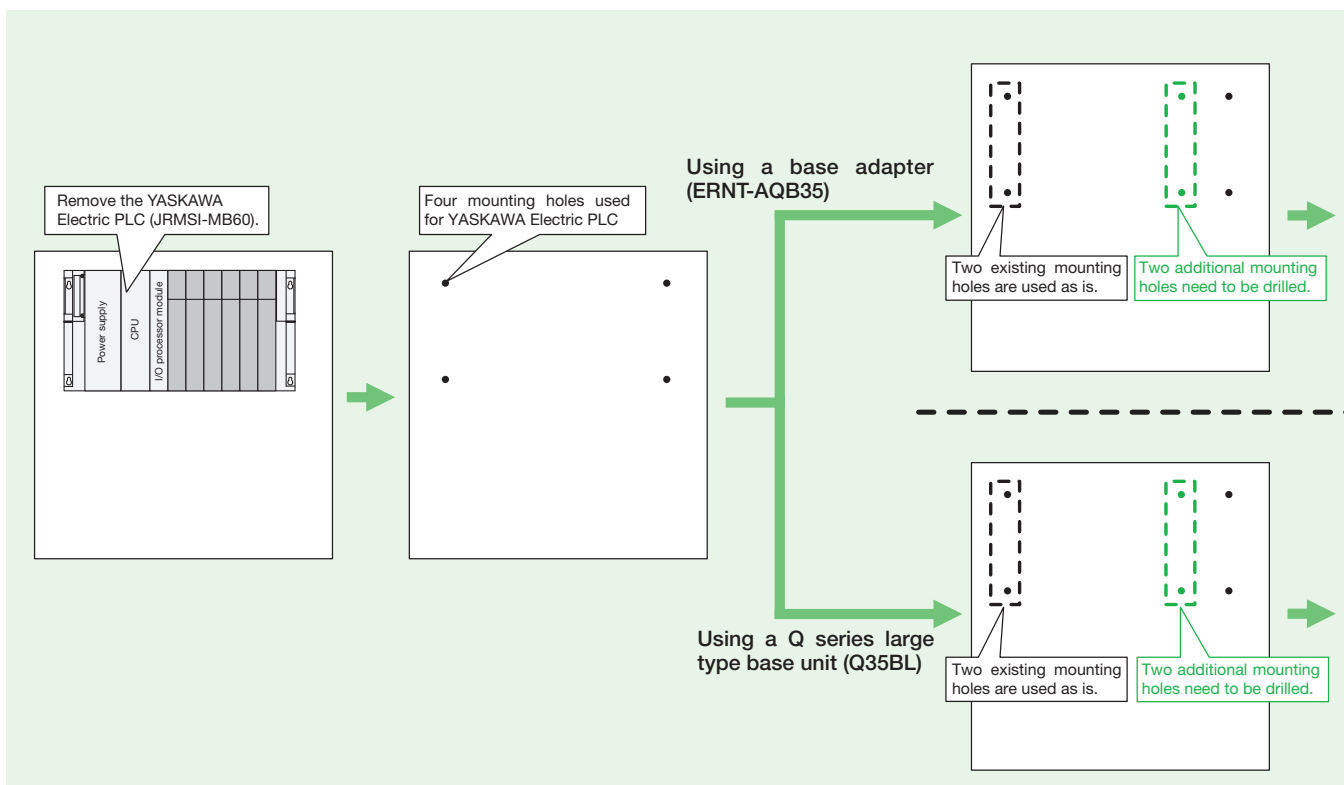 Remove the YASKAWA
Electric PLC (JRMSI-MB60).
Power supply
CPU
I/O processor module
Four mounting holes used
for YASKAWA Electric PLC
Using a base adapter
(ERNT-AQB35)
Two existing mounting
holes are used as is.
Two additional mounting
holes need to be drilled.
Using a Q series large
type base unit (Q35BL)
Two existing mounting
holes are used as is.
Two additional mounting
holes need to be drilled.